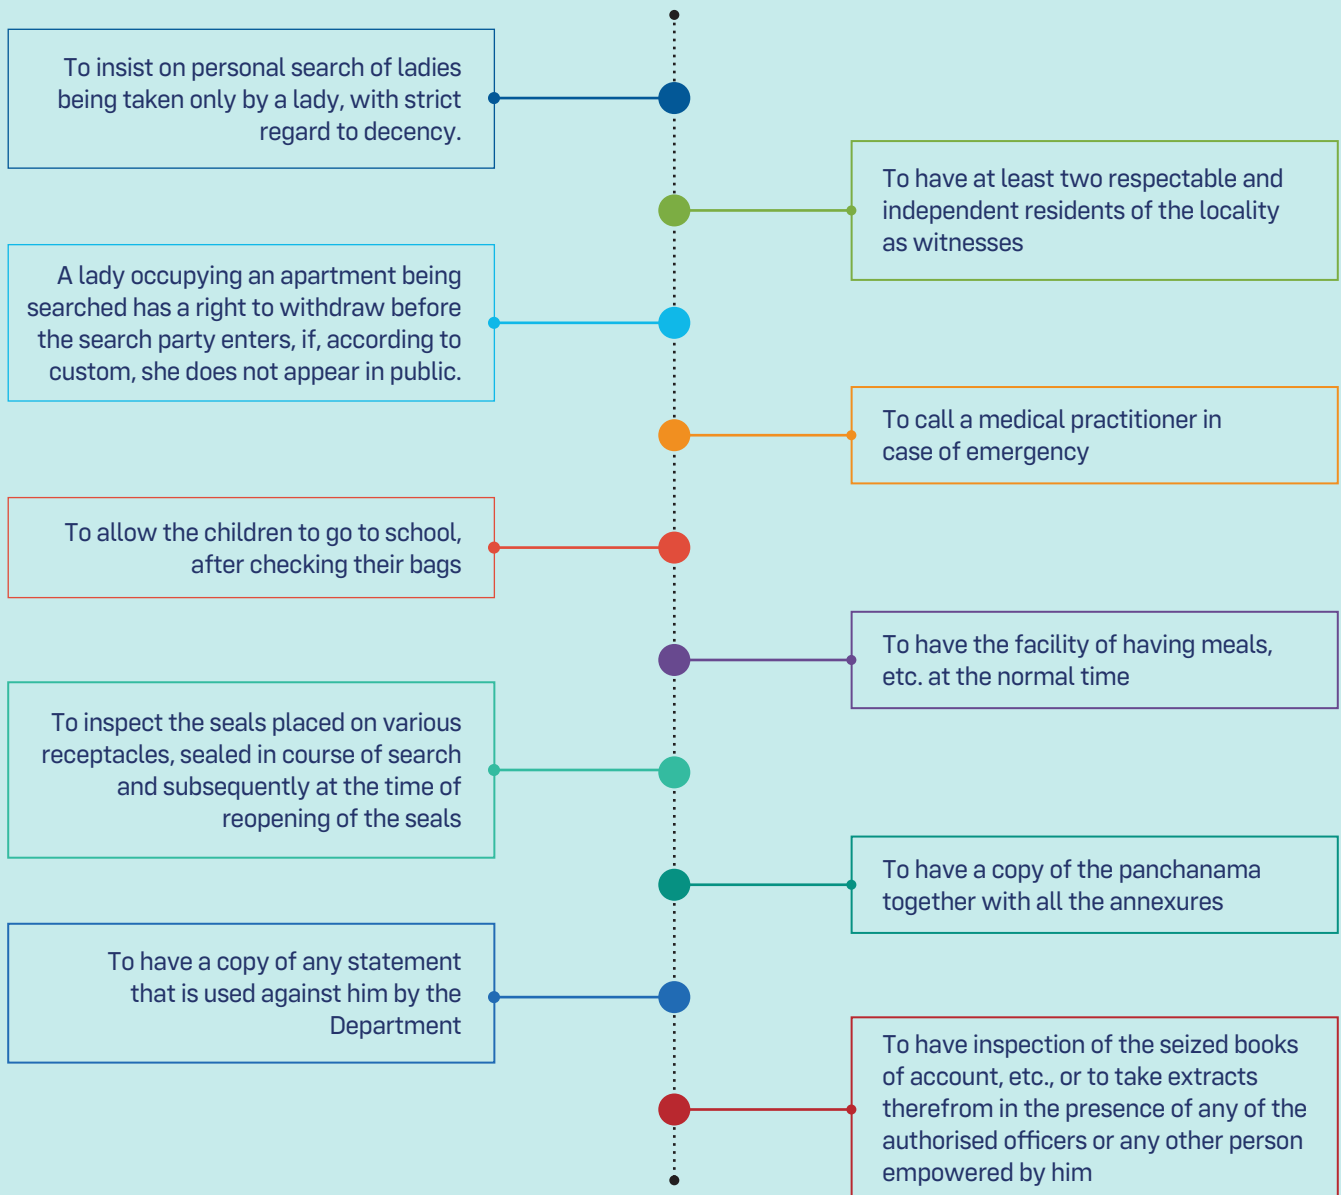 To insist on personal search of ladies
being taken only by a lady, with strict
regard to decency.
To have at least two respectable and
independent residents of the locality
as witnesses
A lady occupying an apartment being
searched has a right to withdraw before
the search party enters, if, according to
custom, she does not appear in public.
To call a medical practitioner in
case of emergency
To allow the children to go to school,
after checking their bags
To have the facility of having meals,
etc. at the normal time
To inspect the seals placed on various
receptacles, sealed in course of search
and subsequently at the time of
reopening of the seals
To have a copy of the panchanama
together with all the annexures
To have a copy of any statement
that is used against him by the
Department
To have inspection of the seized books
of account, etc., or to take extracts
therefrom in the presence of any of the
authorised officers or any other person
empowered by him